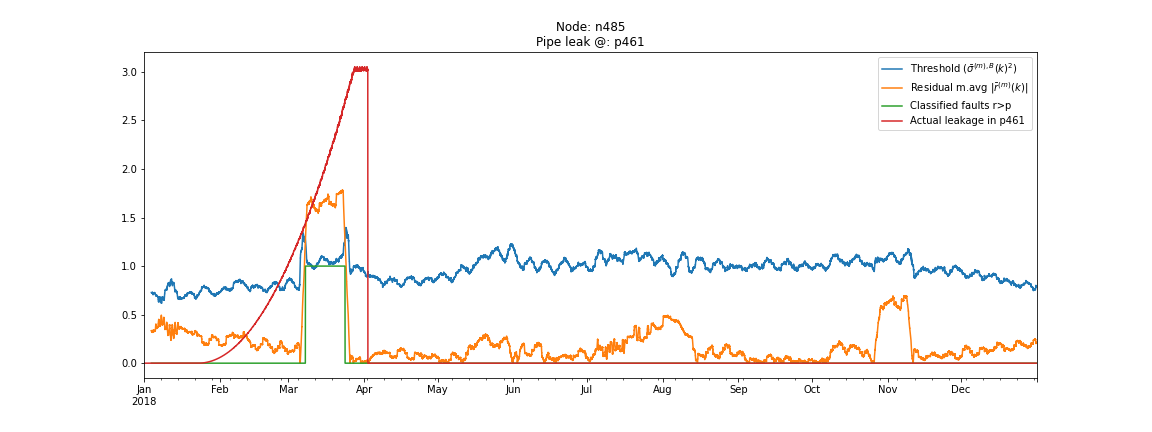 Node: n485
Pipe leak @: p461
Threshold (σ̄⁽ᵐ⁾,ᴮ(k)²)
Residual m.avg |r̄⁽ᵐ⁾(k)|
Classified faults r>p
Actual leakage in p461
3.0
2.5
2.0
1.5
1.0
0.5
0.0
Jan Feb Mar Apr May Jun Jul Aug Sep Oct Nov Dec
2018